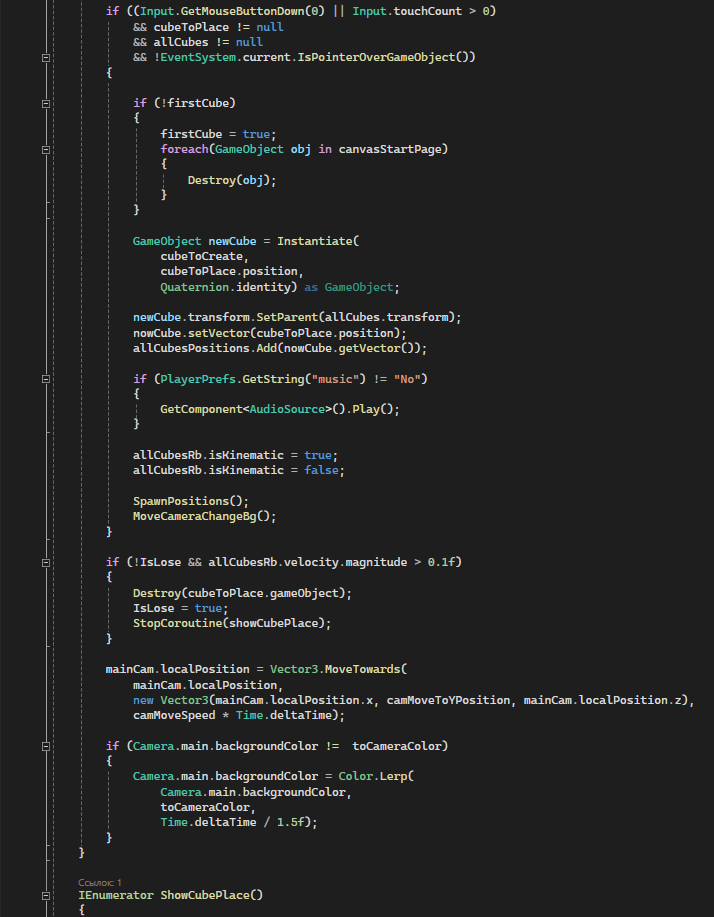 if ((Input.GetMouseButtonDown(0) || Input.touchCount > 0)
&& cubeToPlace != null
&& allCubes != null
&& !EventSystem.current.IsPointerOverGameObject())
{
if (!firstCube)
{
firstCube = true;
foreach(GameObject obj in canvasStartPage)
{
Destroy(obj);
}
}
GameObject newCube = Instantiate(
cubeToCreate,
cubeToPlace.position,
Quaternion.identity) as GameObject;
newCube.transform.SetParent(allCubes.transform);
nowCube.setVector(cubeToPlace.position);
allCubesPositions.Add(nowCube.getVector());
if (PlayerPrefs.GetString("music") != "No")
{
GetComponent<AudioSource>().Play();
}
allCubesRb.isKinematic = true;
allCubesRb.isKinematic = false;
SpawnPositions();
MoveCameraChangeBg();
}
if (!IsLose && allCubesRb.velocity.magnitude > 0.1f)
{
Destroy(cubeToPlace.gameObject);
IsLose = true;
StopCoroutine(showCubePlace);
}
mainCam.localPosition = Vector3.MoveTowards(
mainCam.localPosition,
new Vector3(mainCam.localPosition.x, camMoveToYPosition, mainCam.localPosition.z),
camMoveSpeed * Time.deltaTime);
if (Camera.main.backgroundColor !=  toCameraColor)
{
Camera.main.backgroundColor = Color.Lerp(
Camera.main.backgroundColor,
toCameraColor,
Time.deltaTime / 1.5f);
}
}
Ссылок: 1
IEnumerator ShowCubePlace()
{